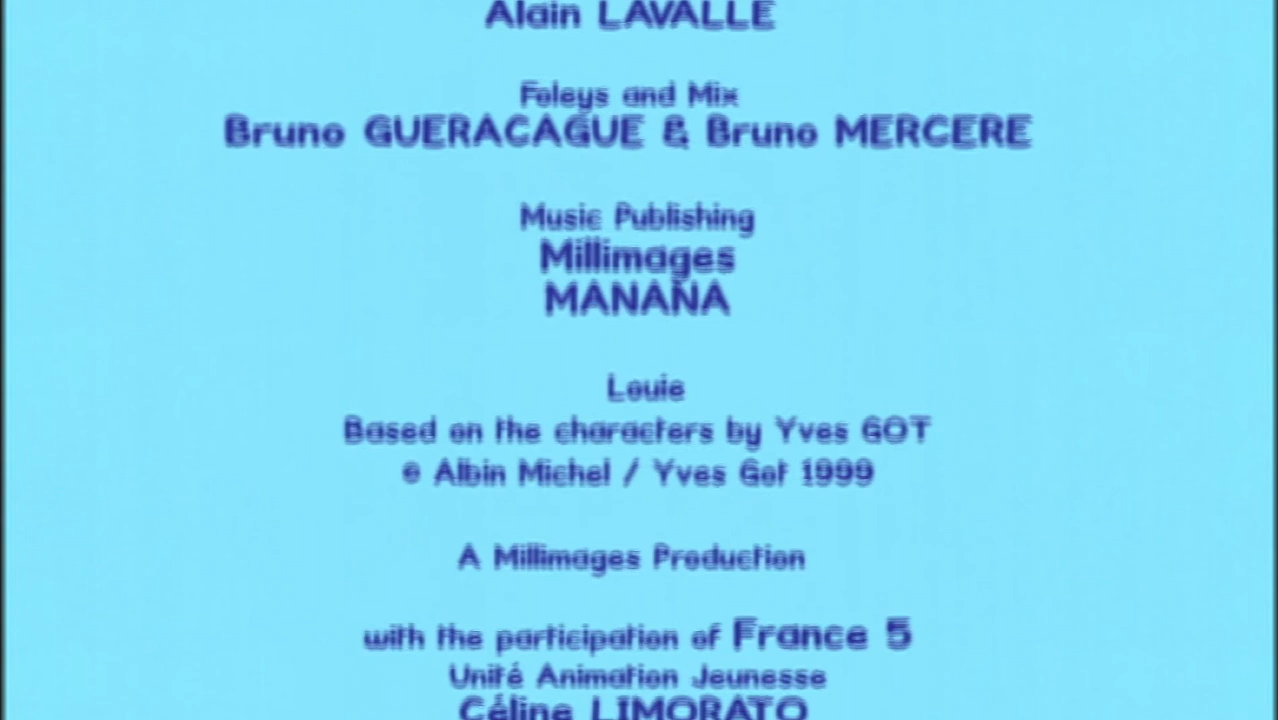 Alain LAVALLE
Foleys and Mix
Bruno GUERACAGUE & Bruno MERCERE
Music Publishing
Millimages
MANANA
Louie
Based on the characters by Yves GOT
© Albin Michel / Yves Got 1999
A Millimages Production
with the participation of France 5
Unité Animation Jeunesse
Céline LIMORATO